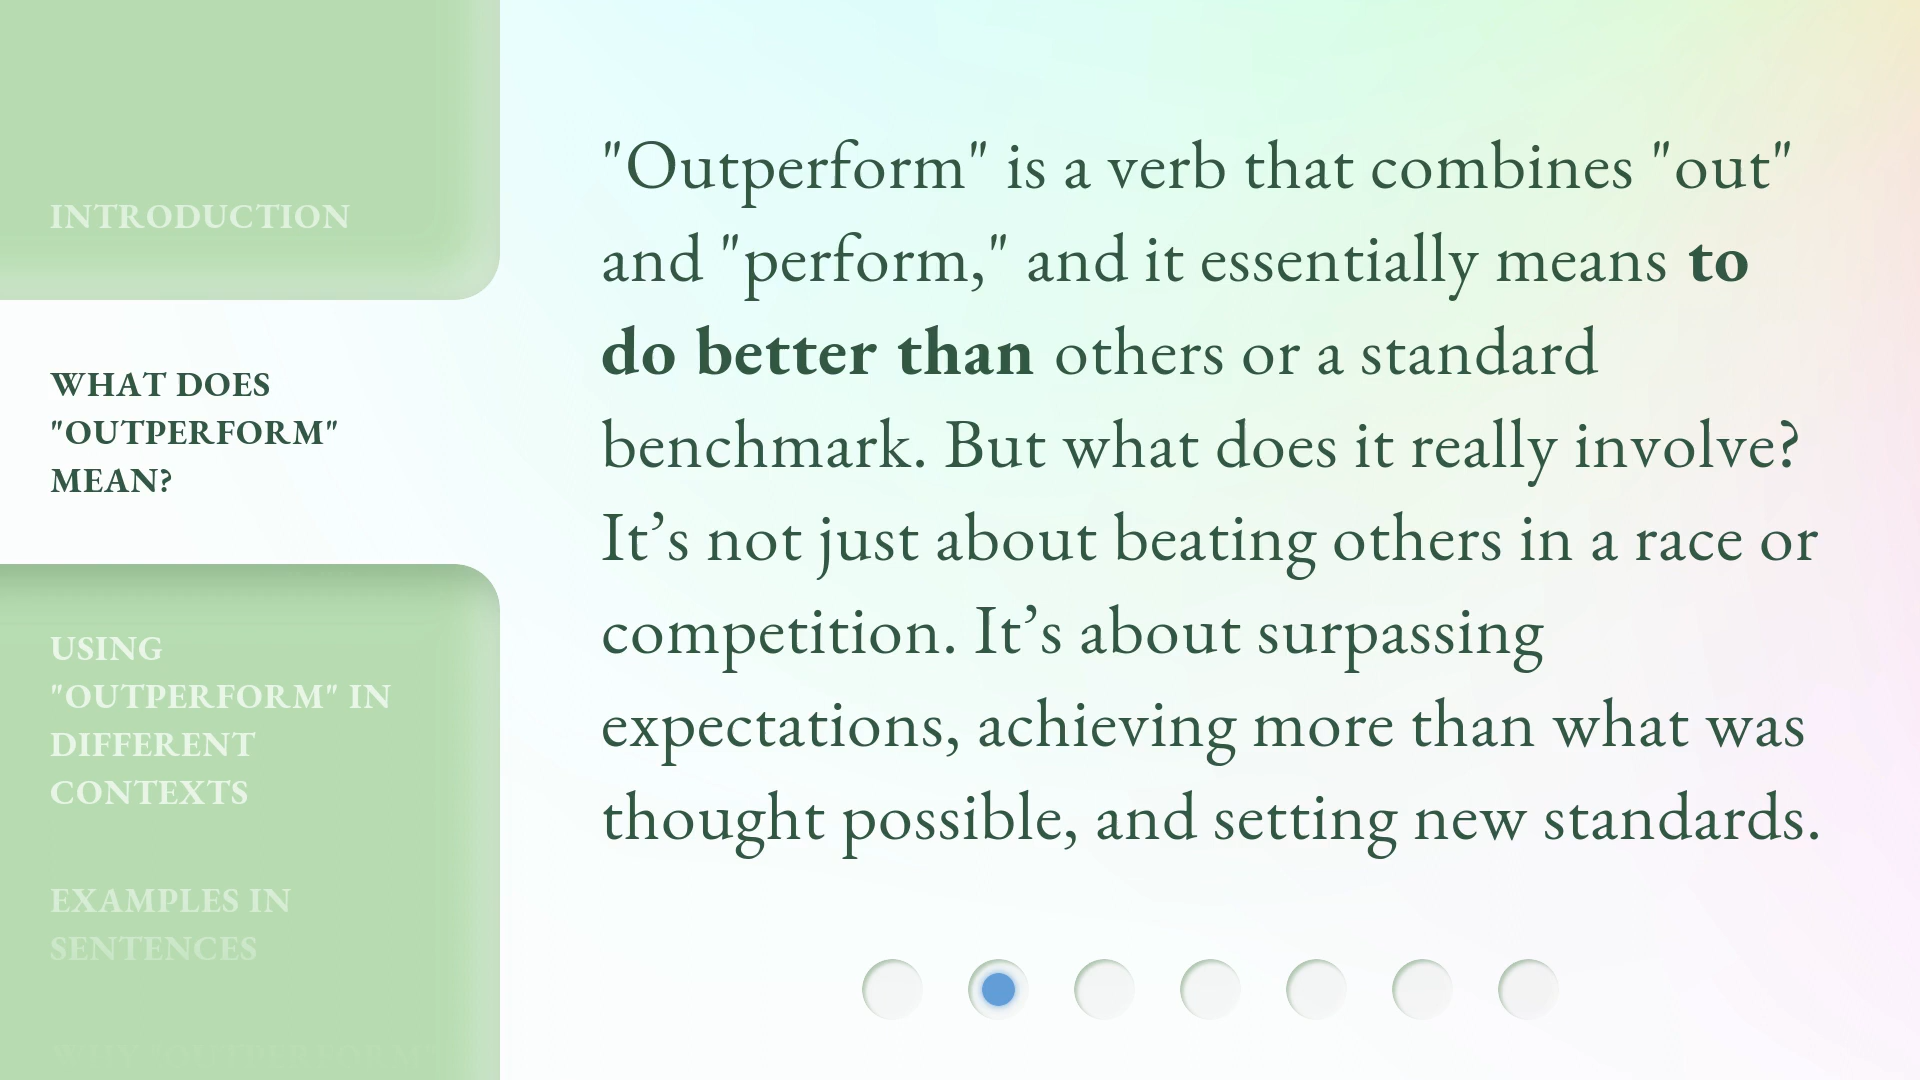 INTRODUCTION
WHAT DOES
"OUTPERFORM"
MEAN?
USING
"OUTPERFORM" IN
DIFFERENT
CONTEXTS
EXAMPLES IN
SENTENCES
WHY "OUTPERFORM"
"Outperform" is a verb that combines "out"
and "perform," and it essentially means to
do better than others or a standard
benchmark. But what does it really involve?
It’s not just about beating others in a race or
competition. It’s about surpassing
expectations, achieving more than what was
thought possible, and setting new standards.